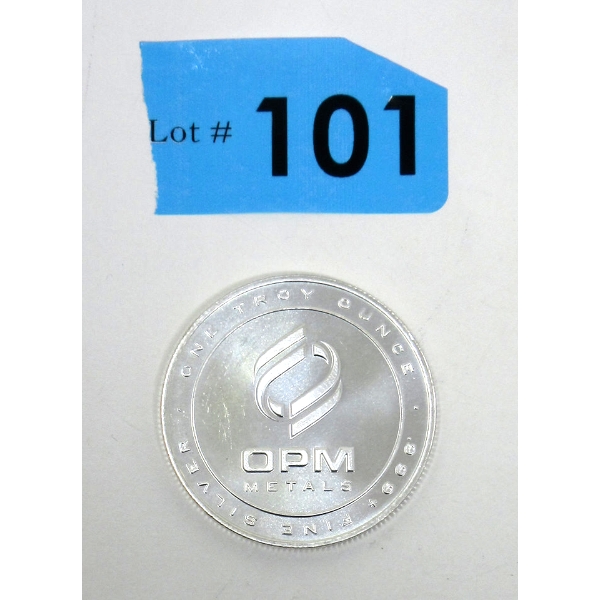 Lot # 101
ONE TROY OUNCE · .999+ FINE SILVER ·
OPM
METALS